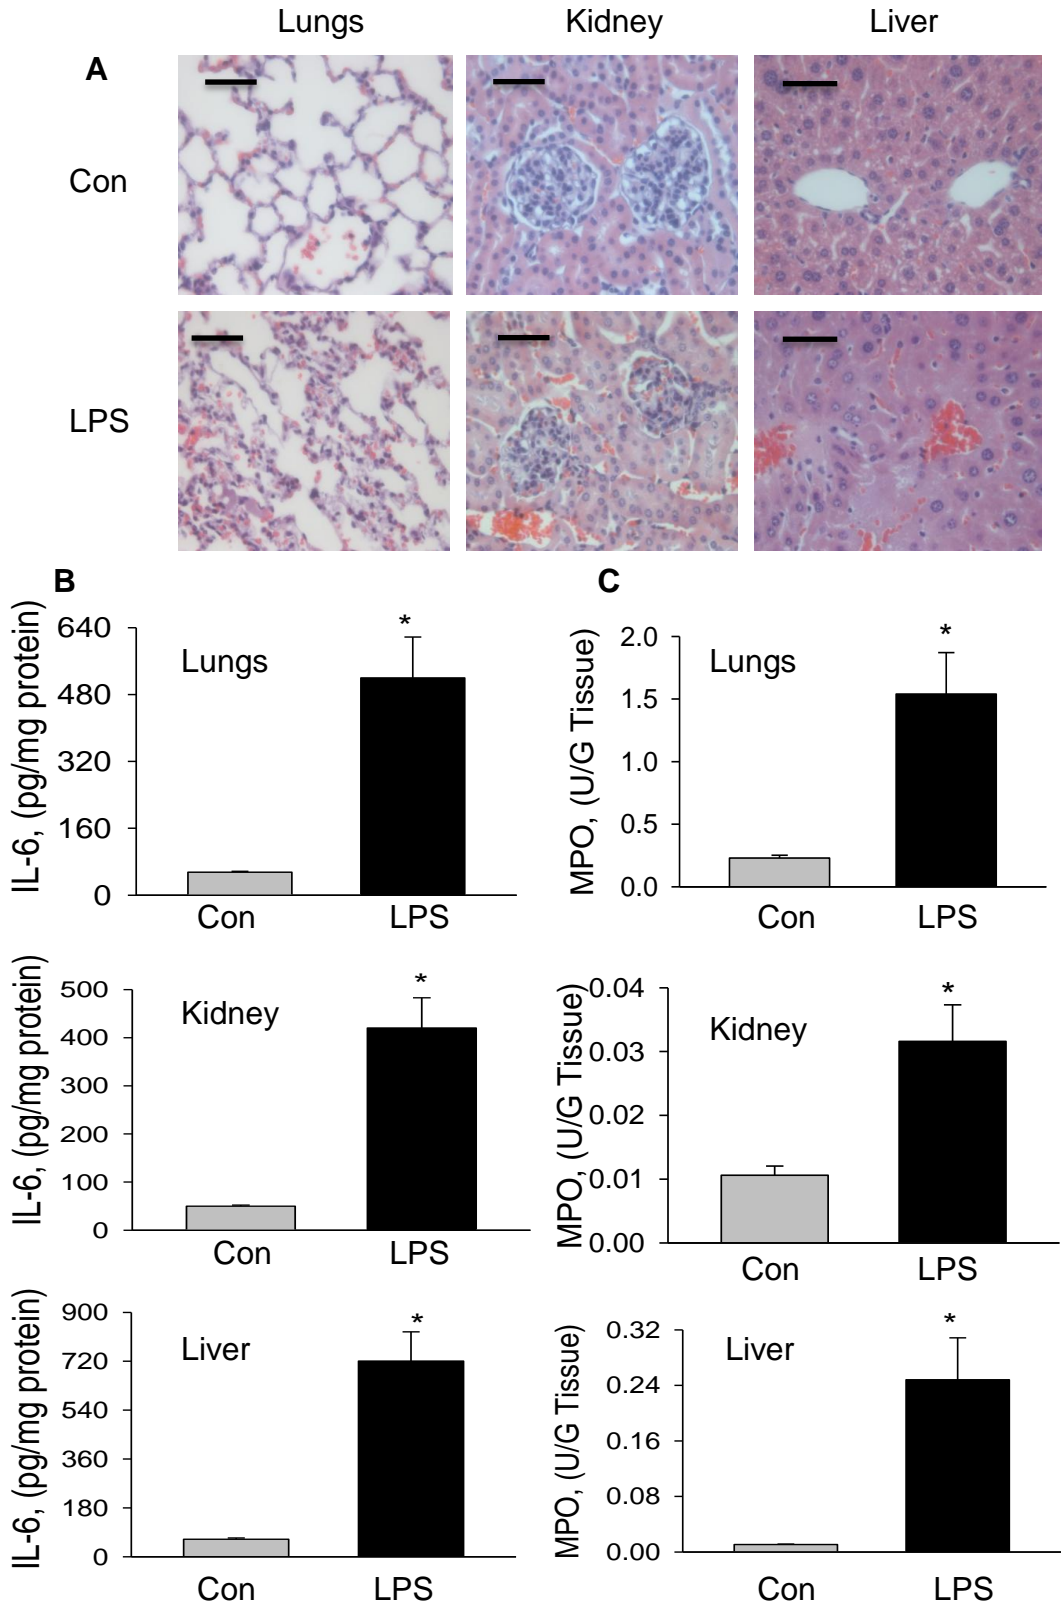 Lungs Kidney Liver
A
Con
LPS
B
C
IL-6, (pg/mg protein)
640
480
320
160
0
Lungs
*
Con LPS
MPO, (U/G Tissue)
2.0
1.5
1.0
0.5
0.0
Lungs
*
Con LPS
IL-6, (pg/mg protein)
500
400
300
200
100
0
Kidney
*
Con LPS
MPO, (U/G Tissue)
0.04
0.03
0.02
0.01
0.00
Kidney
*
Con LPS
IL-6, (pg/mg protein)
900
720
540
360
180
0
Liver
*
Con LPS
MPO, (U/G Tissue)
0.32
0.24
0.16
0.08
0.00
Liver
*
Con LPS